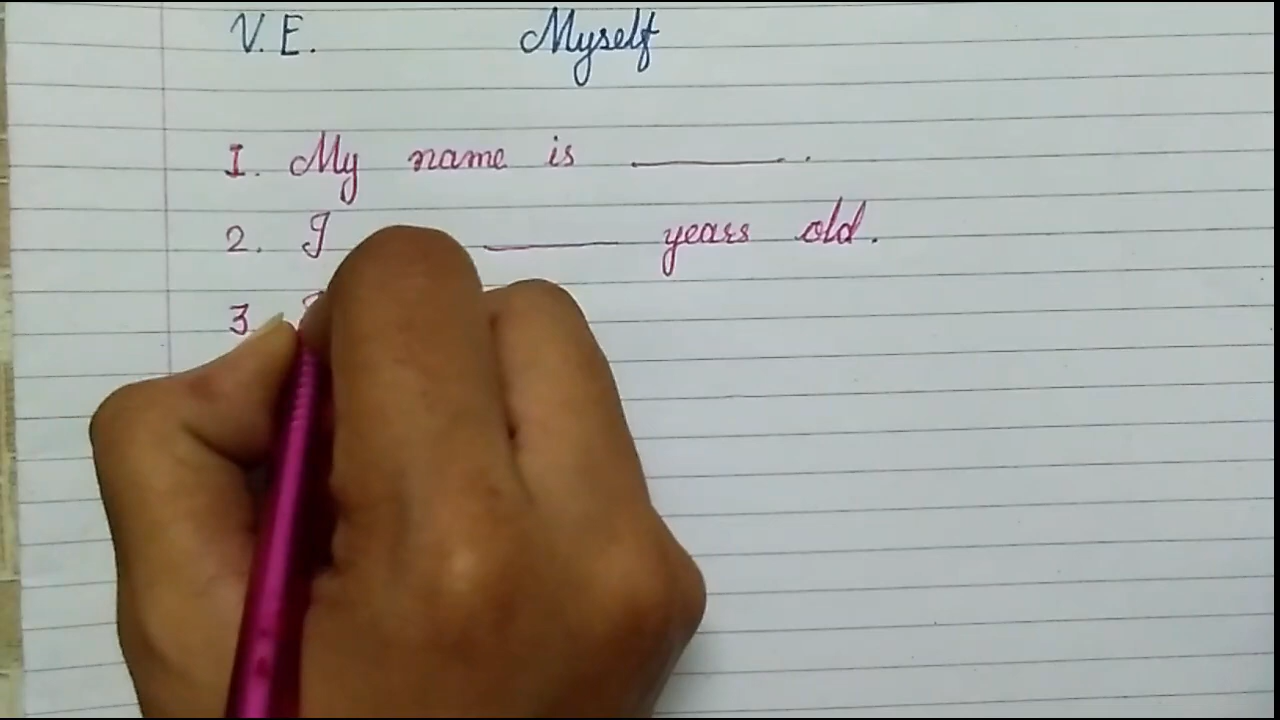 V. E. Myself
1. My name is ______.
2. I ______ years old.
3.